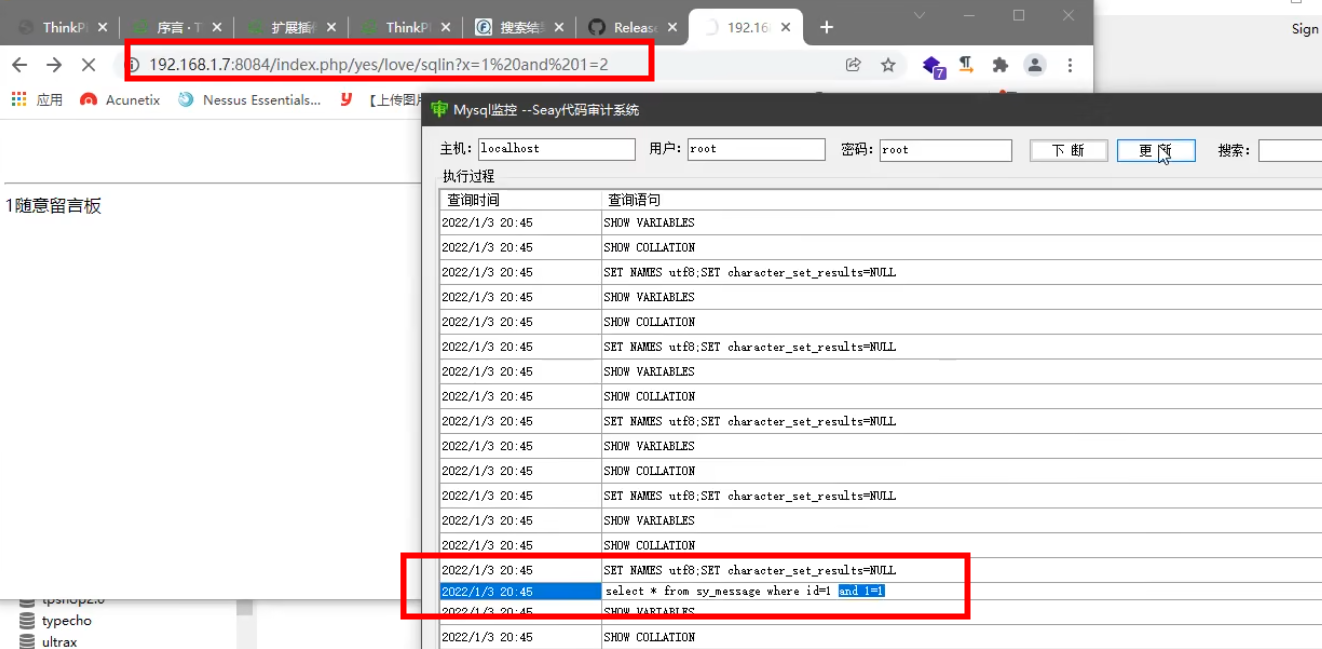 ThinkP
序言 · T
扩展插件
ThinkP
搜索结
Release
192.16
Sign
192.168.1.7:8084/index.php/yes/love/sqlin?x=1%20and%201=2
7
应用
Acunetix
Nessus Essentials...
【上传图
1随意留言板
Mysql监控 --Seay代码审计系统
主机: localhost 用户: root 密码: root 下 断 更 新 搜索:
执行过程
查询时间 查询语句
2022/1/3 20:45 SHOW VARIABLES
2022/1/3 20:45 SHOW COLLATION
2022/1/3 20:45 SET NAMES utf8;SET character_set_results=NULL
2022/1/3 20:45 SHOW VARIABLES
2022/1/3 20:45 SHOW COLLATION
2022/1/3 20:45 SET NAMES utf8;SET character_set_results=NULL
2022/1/3 20:45 SHOW VARIABLES
2022/1/3 20:45 SHOW COLLATION
2022/1/3 20:45 SET NAMES utf8;SET character_set_results=NULL
2022/1/3 20:45 SHOW VARIABLES
2022/1/3 20:45 SHOW COLLATION
2022/1/3 20:45 SET NAMES utf8;SET character_set_results=NULL
2022/1/3 20:45 SHOW VARIABLES
2022/1/3 20:45 SHOW COLLATION
2022/1/3 20:45 SET NAMES utf8;SET character_set_results=NULL
2022/1/3 20:45 select * from sy_message where id=1 and 1=1
2022/1/3 20:45 SHOW VARIABLES
2022/1/3 20:45 SHOW COLLATION
tpshop2.0
typecho
ultrax